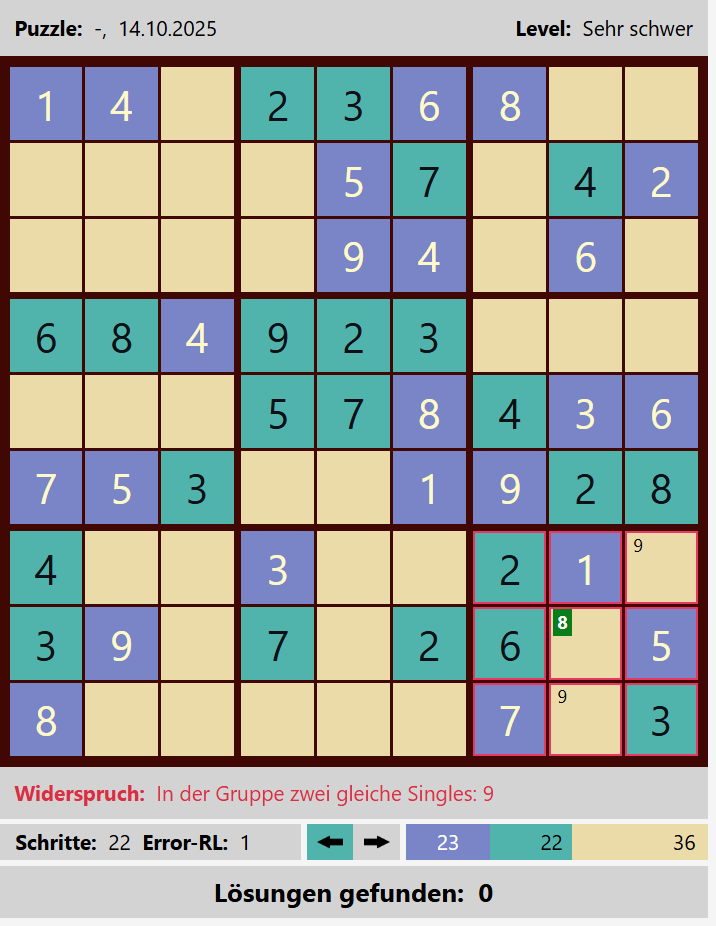 Puzzle: -, 14.10.2025 Level: Sehr schwer
1 4 2 3 6 8
5 7 4 2
9 4 6
6 8 4 9 2 3
5 7 8 4 3 6
7 5 3 1 9 2 8
4 3 2 1 9
3 9 7 2 6 8 5
8 7 9 3
Widerspruch: In der Gruppe zwei gleiche Singles: 9
Schritte: 22 Error-RL: 1 23 22 36
Lösungen gefunden: 0